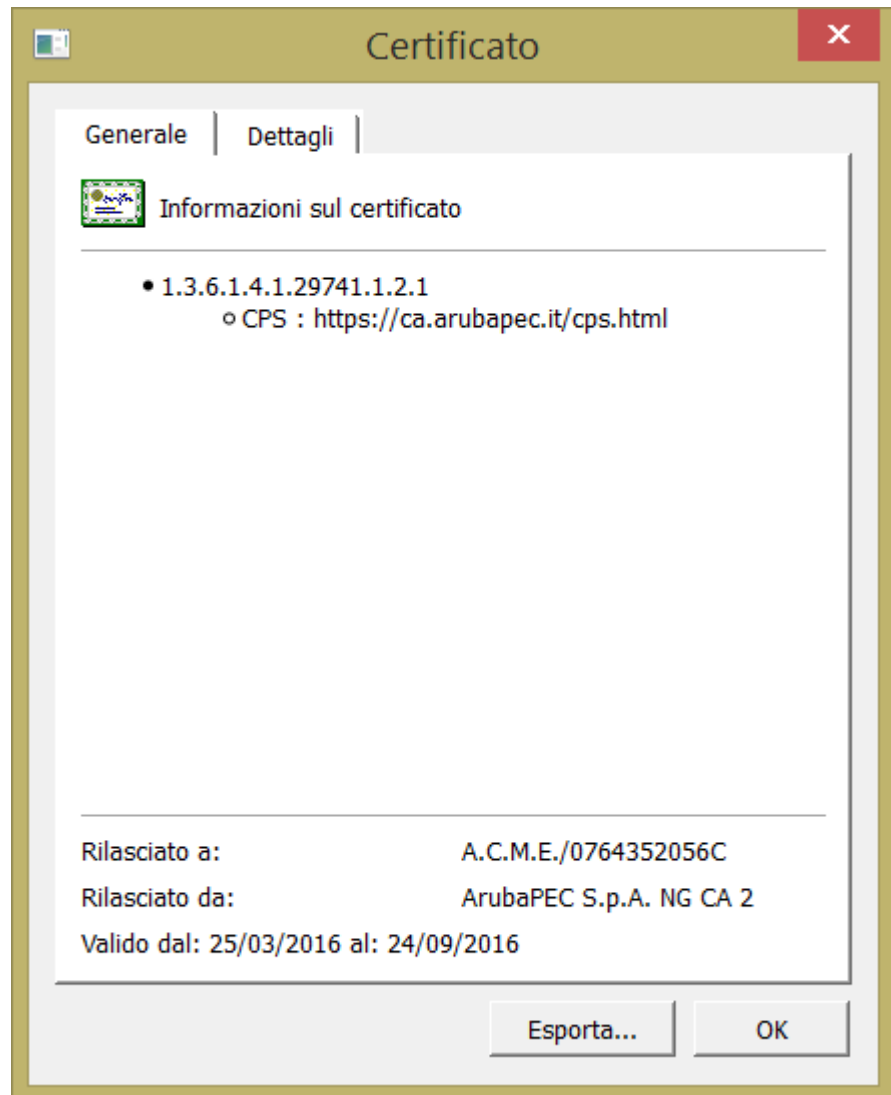 Certificato
Generale
Dettagli
Informazioni sul certificato
1.3.6.1.4.1.29741.1.2.1
CPS : https://ca.arubapec.it/cps.html
Rilasciato a: A.C.M.E./0764352056C
Rilasciato da: ArubaPEC S.p.A. NG CA 2
Valido dal: 25/03/2016 al: 24/09/2016
Esporta...
OK